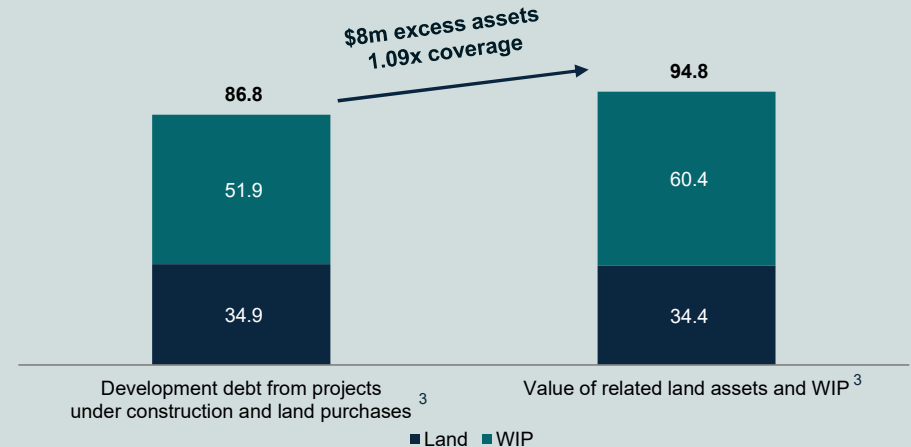 $8m excess assets
1.09x coverage
86.8
94.8
51.9
60.4
34.9
34.4
Development debt from projects
under construction and land purchases 3
Value of related land assets and WIP 3
Land WIP